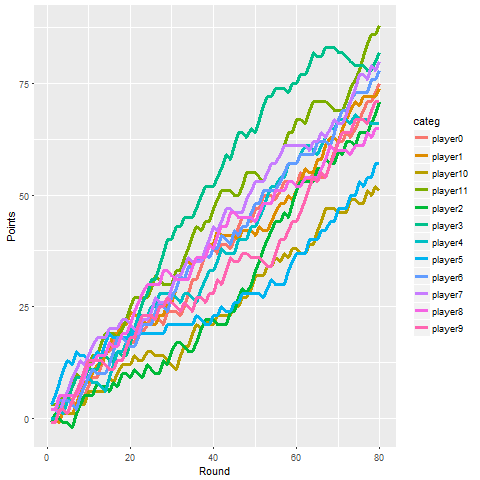 Points
75
50
25
0
0
20
40
60
80
Round
categ
player0
player1
player10
player11
player2
player3
player4
player5
player6
player7
player8
player9